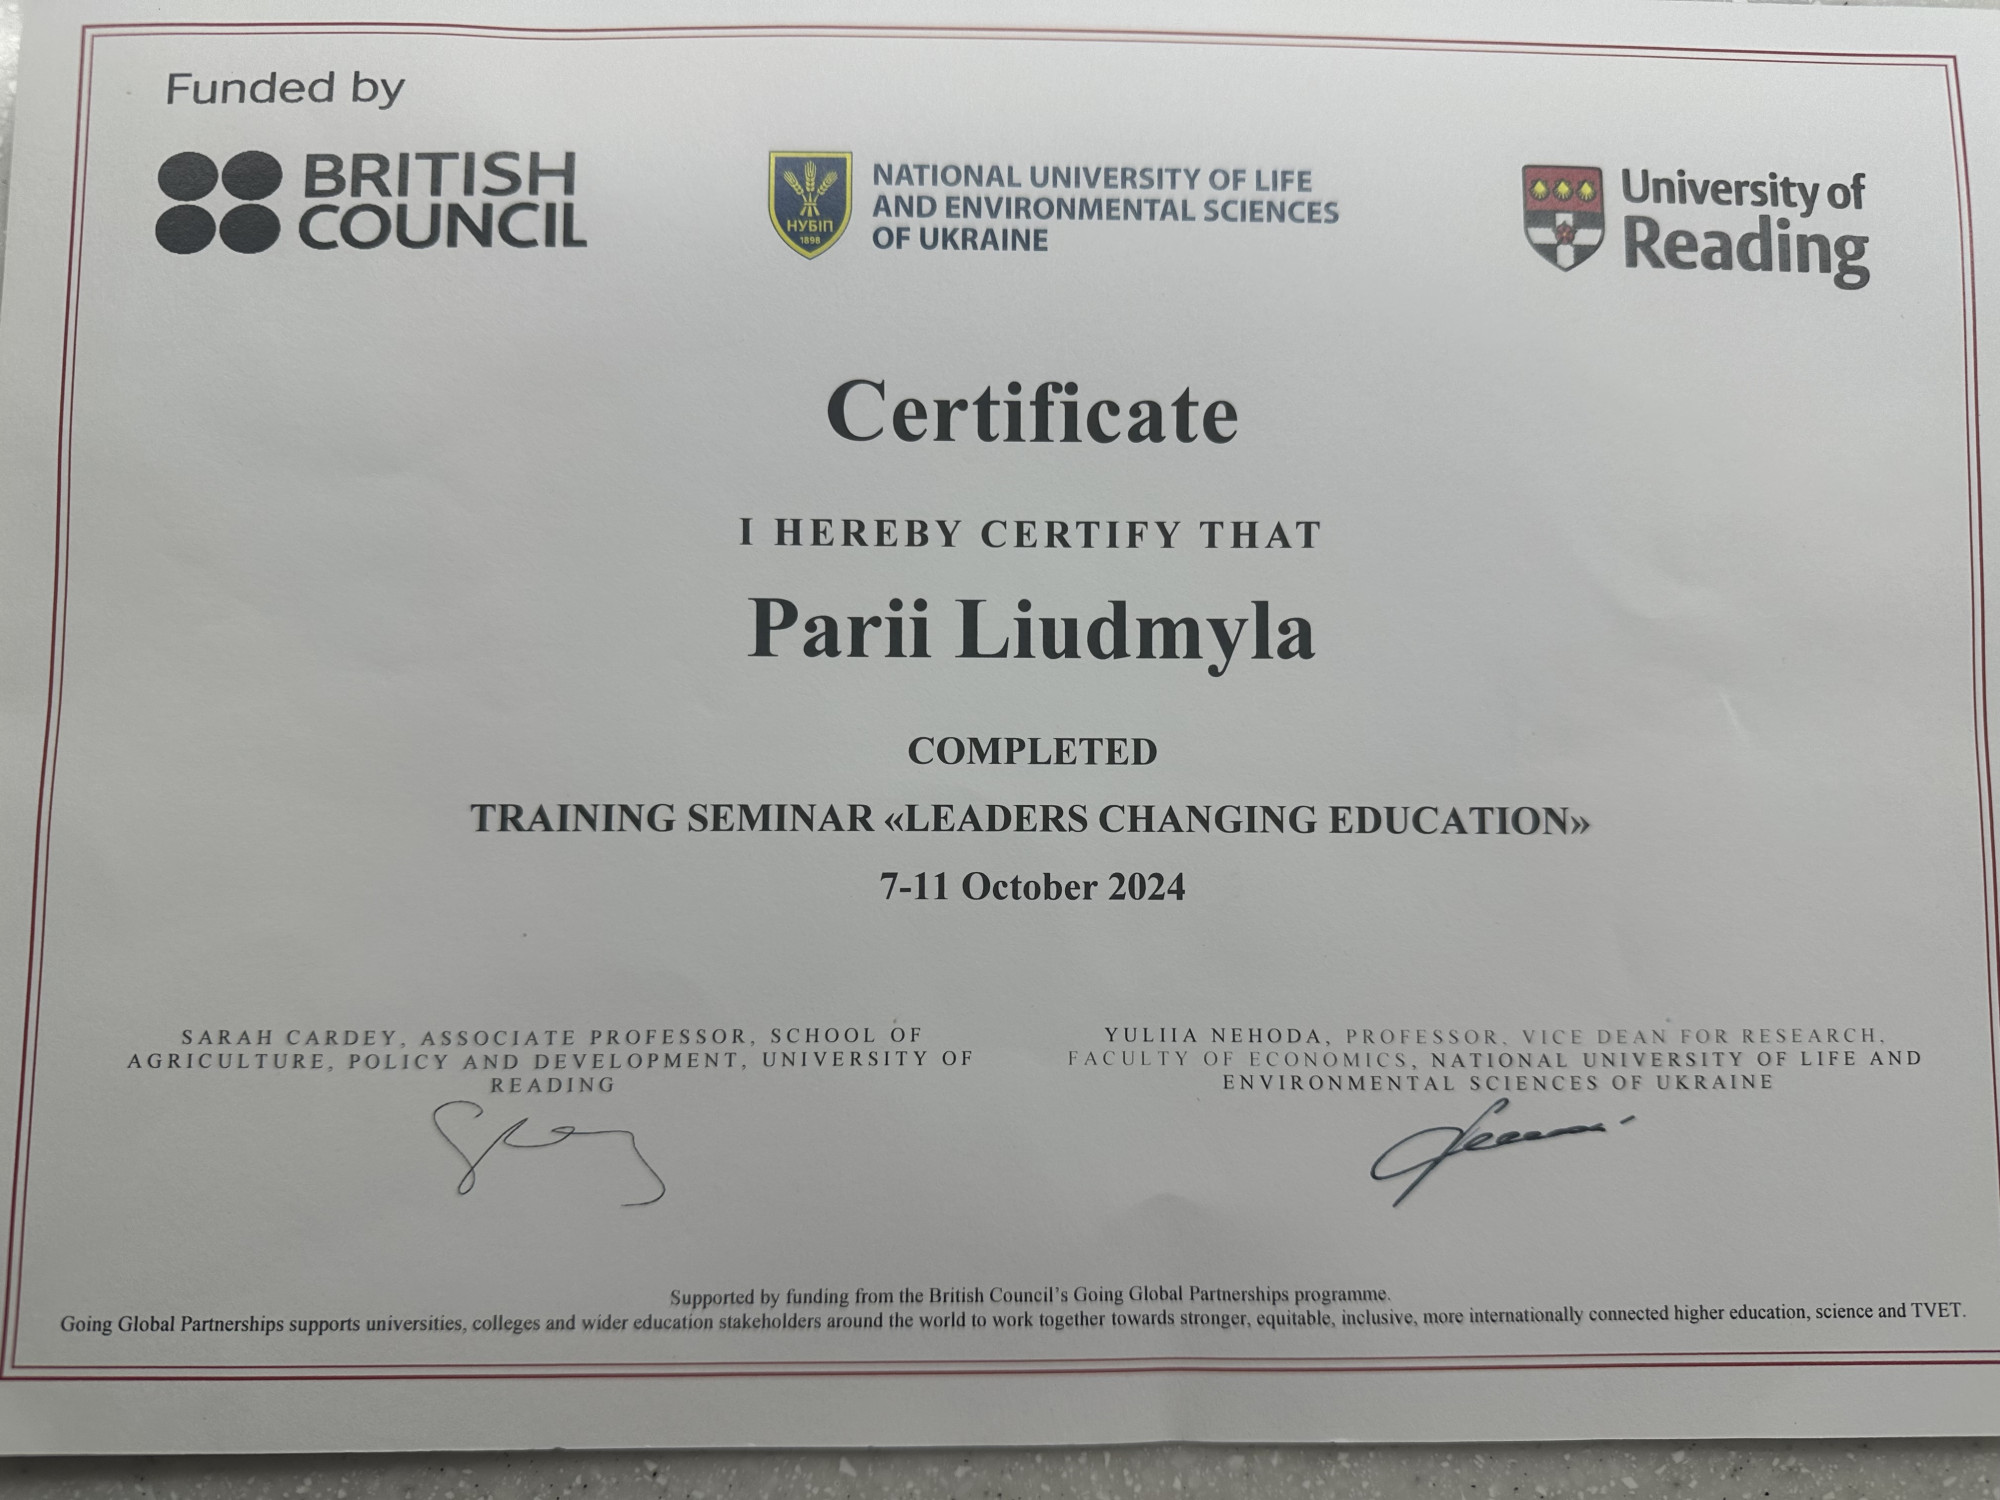 Funded by
BRITISH
COUNCIL
НУБІП
1898
NATIONAL UNIVERSITY OF LIFE
AND ENVIRONMENTAL SCIENCES
OF UKRAINE
University of
Reading
Certificate
I HEREBY CERTIFY THAT
Parii Liudmyla
COMPLETED
TRAINING SEMINAR «LEADERS CHANGING EDUCATION»
7-11 October 2024
SARAH CARDEY, ASSOCIATE PROFESSOR, SCHOOL OF
AGRICULTURE, POLICY AND DEVELOPMENT, UNIVERSITY OF
READING
YULIIA NEHODA, PROFESSOR, VICE DEAN FOR RESEARCH,
FACULTY OF ECONOMICS, NATIONAL UNIVERSITY OF LIFE AND
ENVIRONMENTAL SCIENCES OF UKRAINE
Supported by funding from the British Council's Going Global Partnerships programme.
Going Global Partnerships supports universities, colleges and wider education stakeholders around the world to work together towards stronger, equitable, inclusive, more internationally connected higher education, science and TVET.